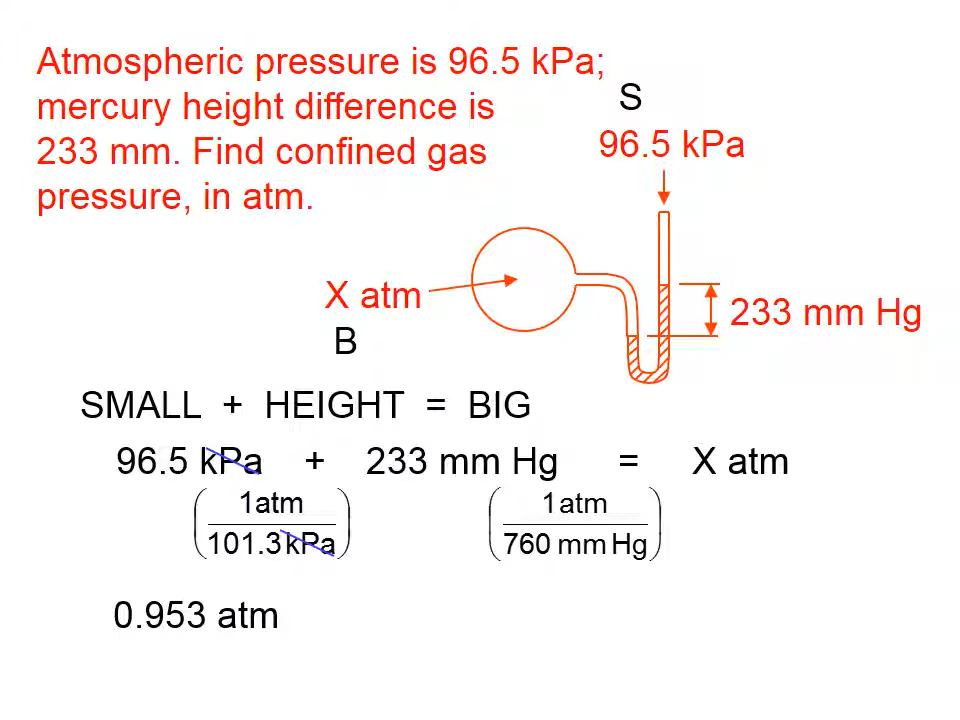 Atmospheric pressure is 96.5 kPa;
mercury height difference is
233 mm. Find confined gas
pressure, in atm.
S
96.5 kPa
X atm
B
233 mm Hg
SMALL + HEIGHT = BIG
96.5 kPa + 233 mm Hg = X atm
1atm
101.3 kPa
1atm
760 mm Hg
0.953 atm